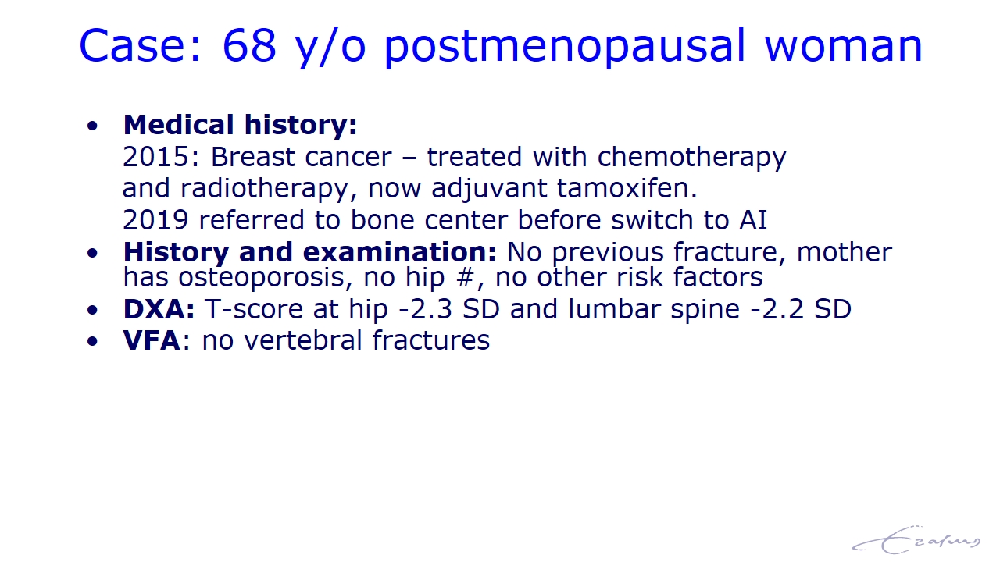 Case: 68 y/o postmenopausal woman
• Medical history:
2015: Breast cancer – treated with chemotherapy
and radiotherapy, now adjuvant tamoxifen.
2019 referred to bone center before switch to AI
• History and examination: No previous fracture, mother
has osteoporosis, no hip #, no other risk factors
• DXA: T-score at hip -2.3 SD and lumbar spine -2.2 SD
• VFA: no vertebral fractures
Erasmus